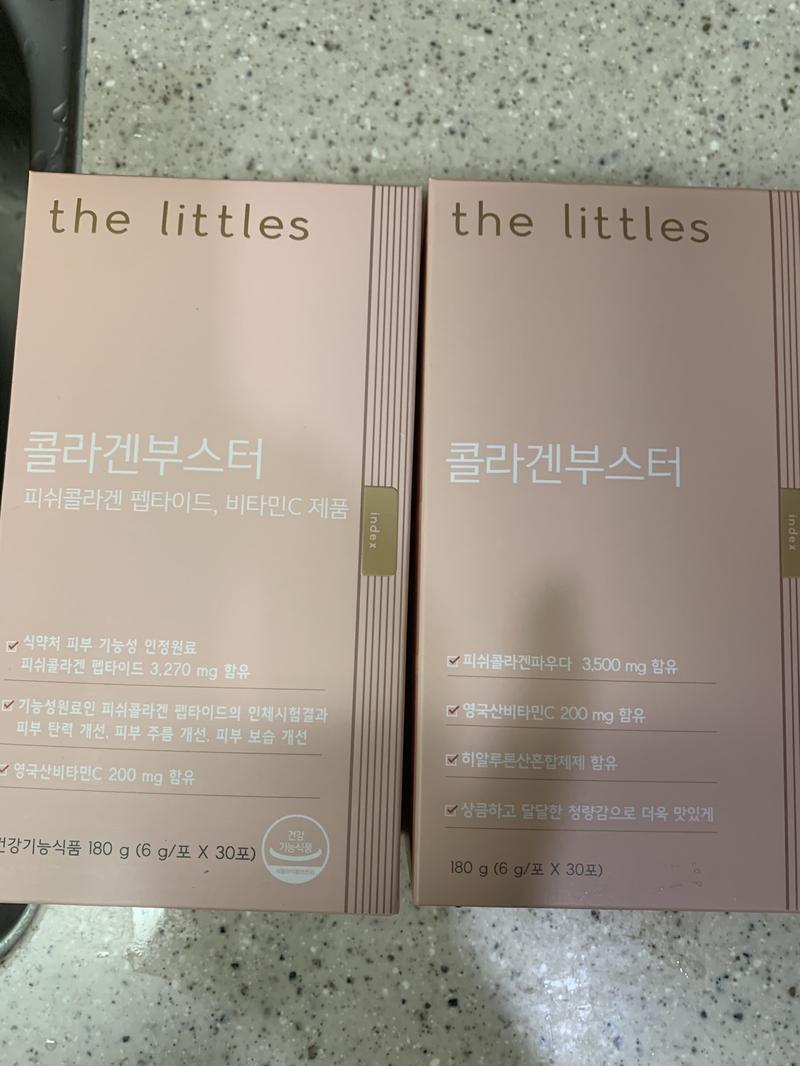 the littles
콜라겐부스터
피쉬콜라겐 펩타이드, 비타민C 제품
index
식약처 피부 기능성 인정원료
피쉬콜라겐 펩타이드 3,270 mg 함유
기능성원료인 피쉬콜라겐 펩타이드의 인체시험결과
피부 탄력 개선, 피부 주름 개선, 피부 보습 개선
영국산비타민C 200 mg 함유
건강기능식품 180 g (6 g/포 X 30포)
건강
기능식품
the littles
콜라겐부스터
index
피쉬콜라겐파우다 3,500 mg 함유
영국산비타민C 200 mg 함유
히알루론산혼합제제 함유
상큼하고 달달한 청량감으로 더욱 맛있게
180 g (6 g/포 X 30포)